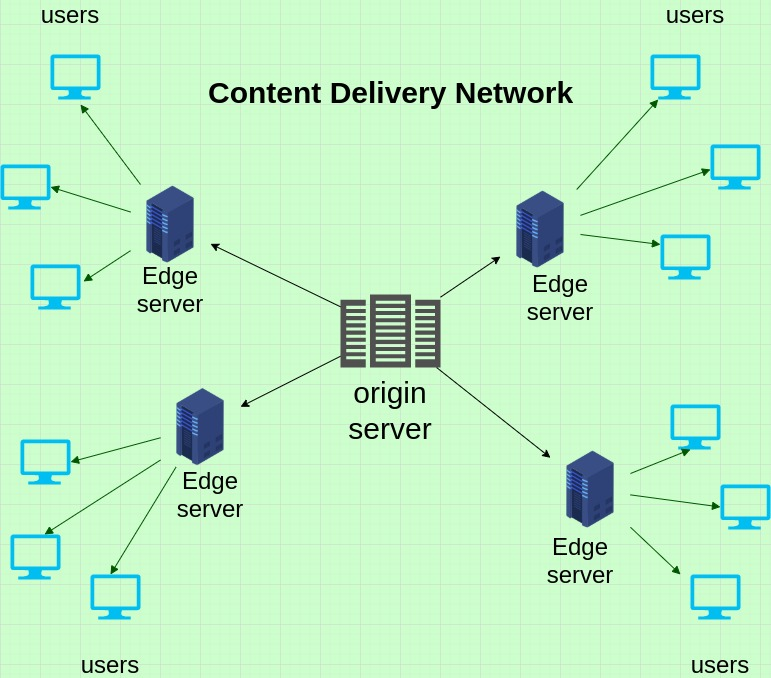 users
users
Content Delivery Network
Edge
server
Edge
server
origin
server
Edge
server
Edge
server
users
users